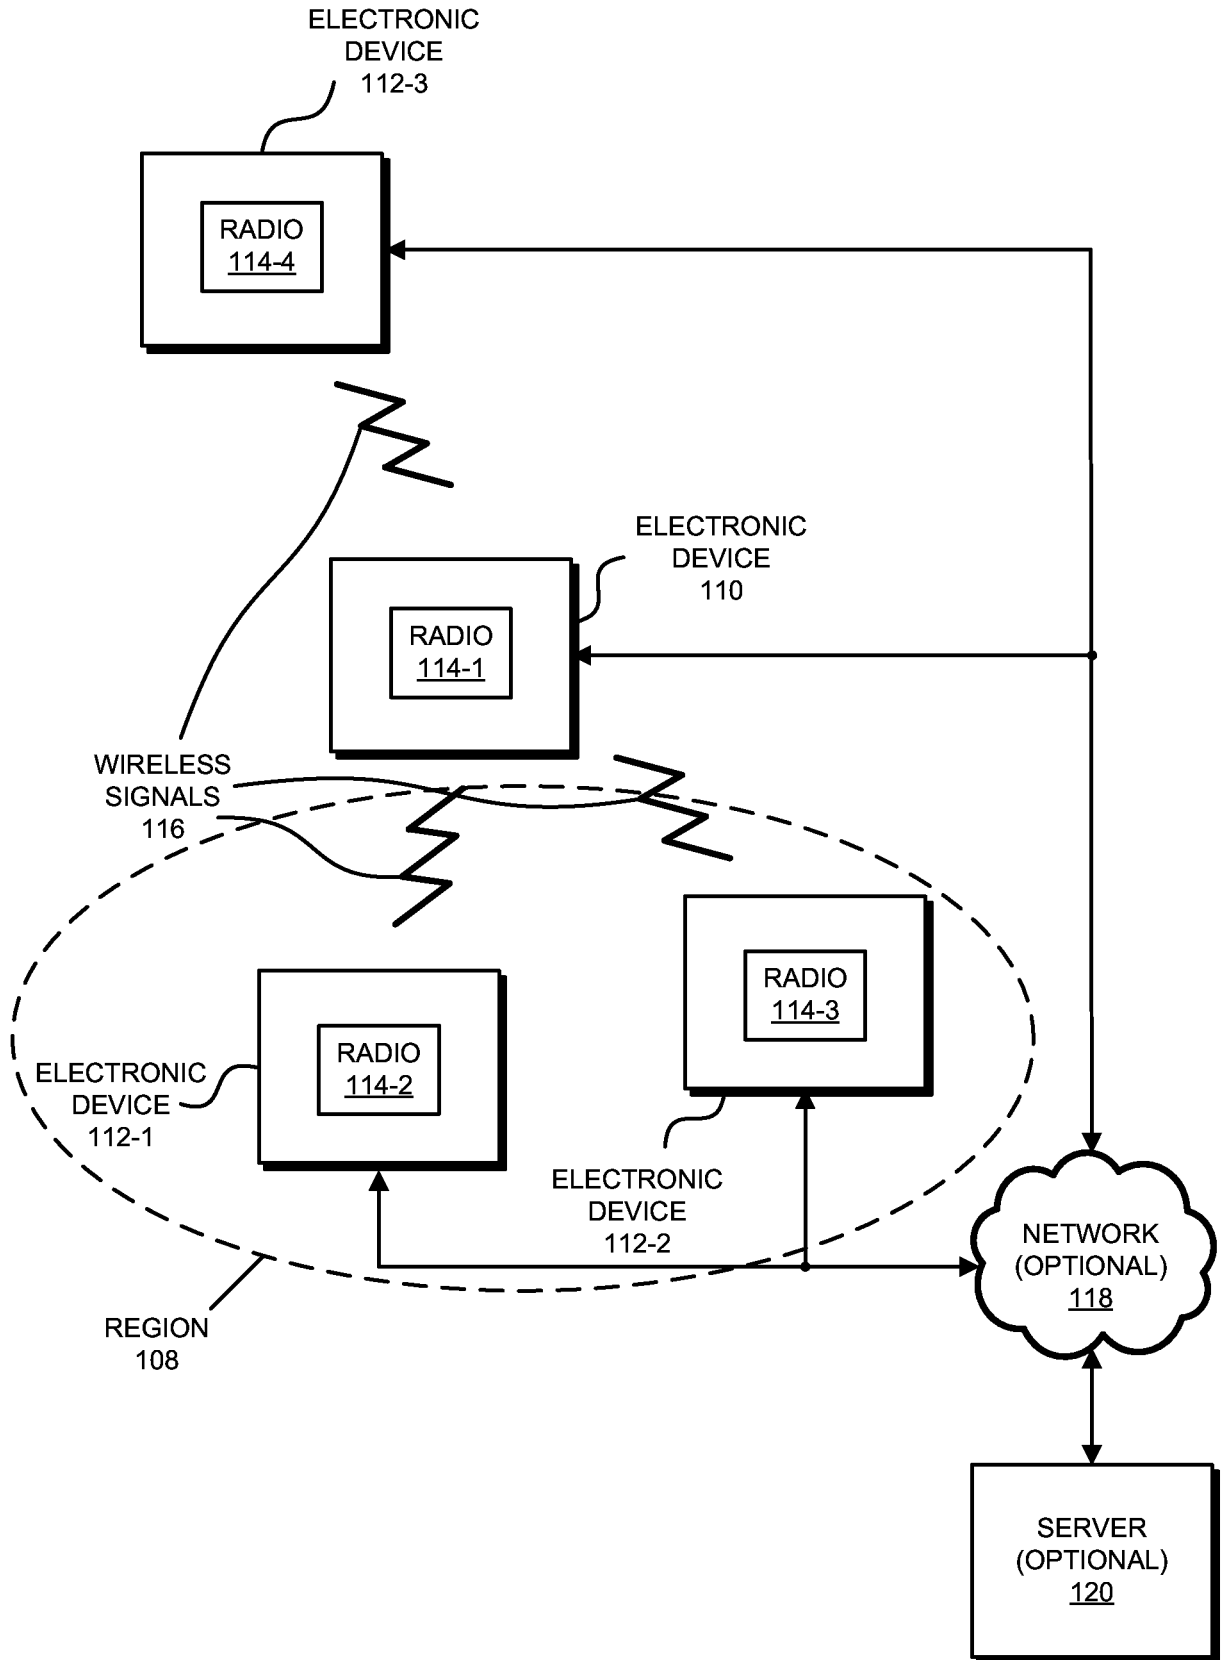 ELECTRONIC
DEVICE
112-3
RADIO
114-4
ELECTRONIC
DEVICE
110
RADIO
114-1
WIRELESS
SIGNALS
116
RADIO
114-3
RADIO
114-2
ELECTRONIC
DEVICE
112-1
ELECTRONIC
DEVICE
112-2
NETWORK
(OPTIONAL)
118
REGION
108
SERVER
(OPTIONAL)
120